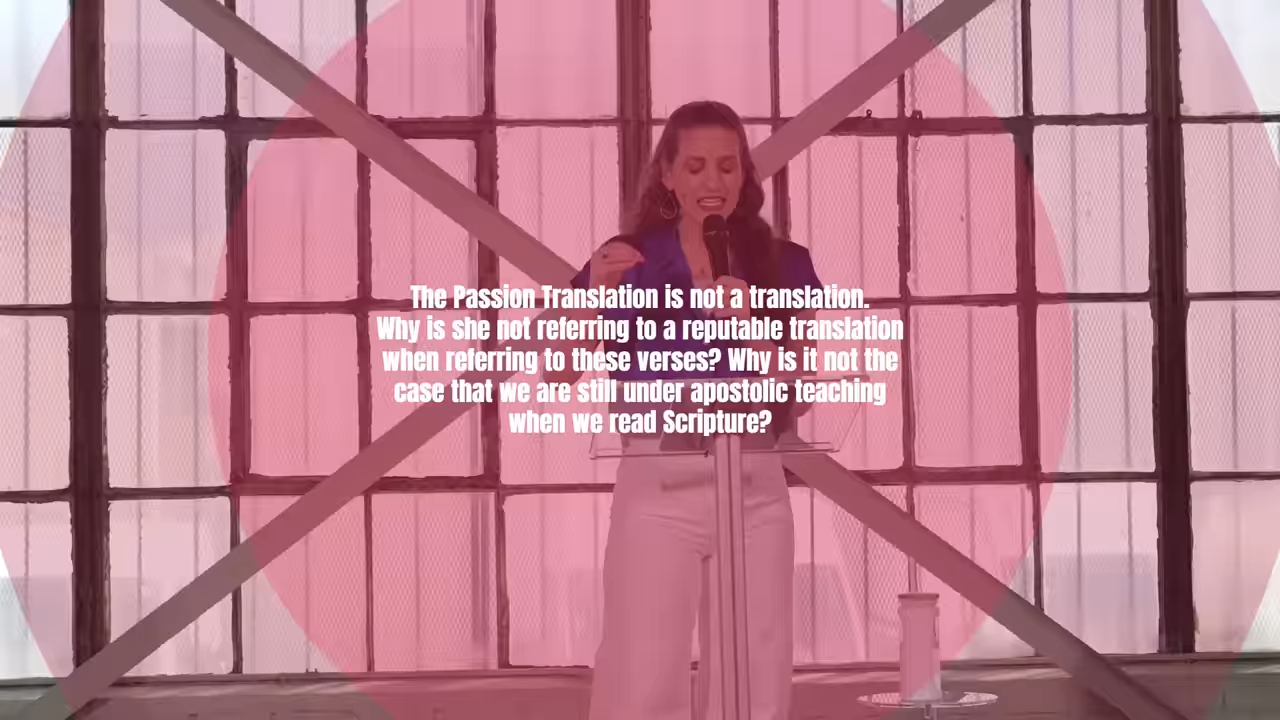 The Passion Translation is not a translation.
Why is she not referring to a reputable translation
when referring to these verses? Why is it not the
case that we are still under apostolic teaching
when we read Scripture?